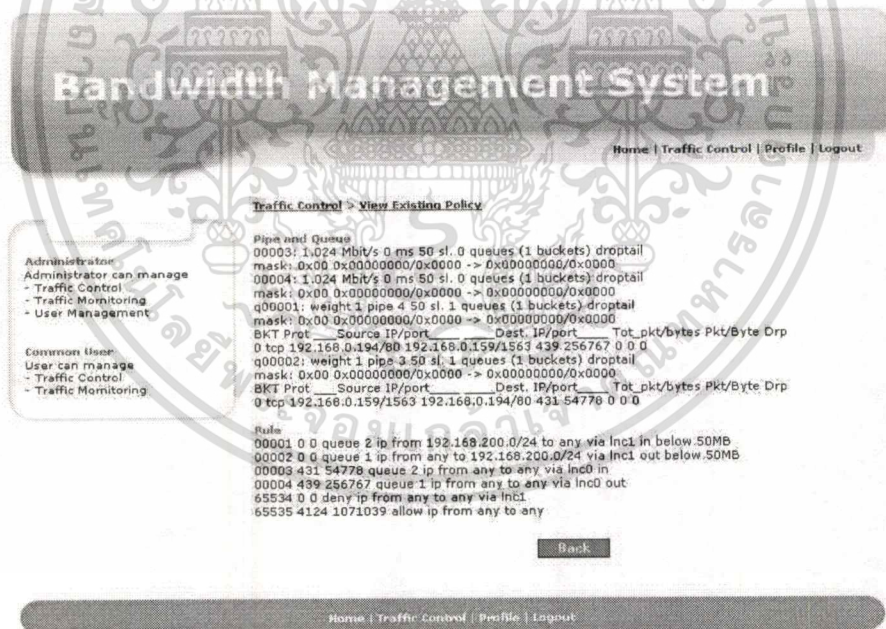 Bandwidth Management System
Home | Traffic Control | Profile | Logout
Traffic Control > View Existing Policy
Administrator
Administrator can manage
- Traffic Control
- Traffic Mornitoring
- User Management
Common User
User can manage
- Traffic Control
- Traffic Mornitoring
Pipe and Queue
00003: 1.024 Mbit/s 0 ms 50 sl. 0 queues (1 buckets) droptail
mask: 0x00 0x00000000/0x0000 -> 0x00000000/0x0000
00004: 1.024 Mbit/s 0 ms 50 sl. 0 queues (1 buckets) droptail
mask: 0x00 0x00000000/0x0000 -> 0x00000000/0x0000
q00001: weight 1 pipe 4 50 sl. 1 queues (1 buckets) droptail
mask: 0x00 0x00000000/0x0000 -> 0x00000000/0x0000
BKT Prot ___Source IP/port____ ____Dest. IP/port____ Tot_pkt/bytes Pkt/Byte Drp
0 tcp 192.168.0.194/80 192.168.0.159/1563 439 256767 0 0 0
q00002: weight 1 pipe 3 50 sl. 1 queues (1 buckets) droptail
mask: 0x00 0x00000000/0x0000 -> 0x00000000/0x0000
BKT Prot ___Source IP/port____ ____Dest. IP/port____ Tot_pkt/bytes Pkt/Byte Drp
0 tcp 192.168.0.159/1563 192.168.0.194/80 431 54778 0 0 0
Rule
00001 0 0 queue 2 ip from 192.168.200.0/24 to any via lnc1 in below.50MB
00002 0 0 queue 1 ip from any to 192.168.200.0/24 via lnc1 out below.50MB
00003 431 54778 queue 2 ip from any to any via lnc0 in
00004 439 256767 queue 1 ip from any to any via lnc0 out
65534 0 0 deny ip from any to any via lnc1
65535 4124 1071039 allow ip from any to any
Back
Home | Traffic Control | Profile | Logout